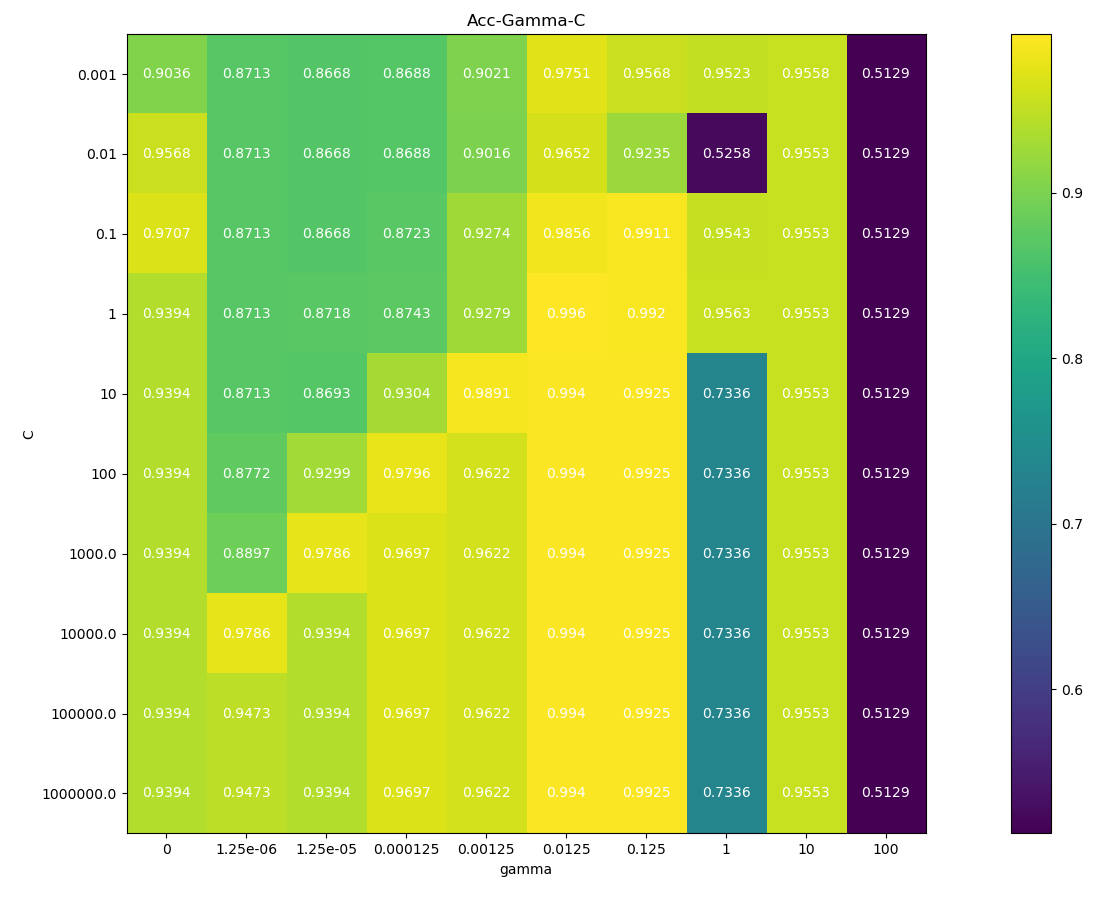 Acc-Gamma-C
0.001 0.9036 0.8713 0.8668 0.8688 0.9021 0.9751 0.9568 0.9523 0.9558 0.5129
0.01 0.9568 0.8713 0.8668 0.8688 0.9016 0.9652 0.9235 0.5258 0.9553 0.5129
0.1 0.9707 0.8713 0.8668 0.8723 0.9274 0.9856 0.9911 0.9543 0.9553 0.5129
1 0.9394 0.8713 0.8718 0.8743 0.9279 0.996 0.992 0.9563 0.9553 0.5129
10 0.9394 0.8713 0.8693 0.9304 0.9891 0.994 0.9925 0.7336 0.9553 0.5129
100 0.9394 0.8772 0.9299 0.9796 0.9622 0.994 0.9925 0.7336 0.9553 0.5129
1000.0 0.9394 0.8897 0.9786 0.9697 0.9622 0.994 0.9925 0.7336 0.9553 0.5129
10000.0 0.9394 0.9786 0.9394 0.9697 0.9622 0.994 0.9925 0.7336 0.9553 0.5129
100000.0 0.9394 0.9473 0.9394 0.9697 0.9622 0.994 0.9925 0.7336 0.9553 0.5129
1000000.0 0.9394 0.9473 0.9394 0.9697 0.9622 0.994 0.9925 0.7336 0.9553 0.5129
C
0 1.25e-06 1.25e-05 0.000125 0.00125 0.0125 0.125 1 10 100
gamma
0.9
0.8
0.7
0.6